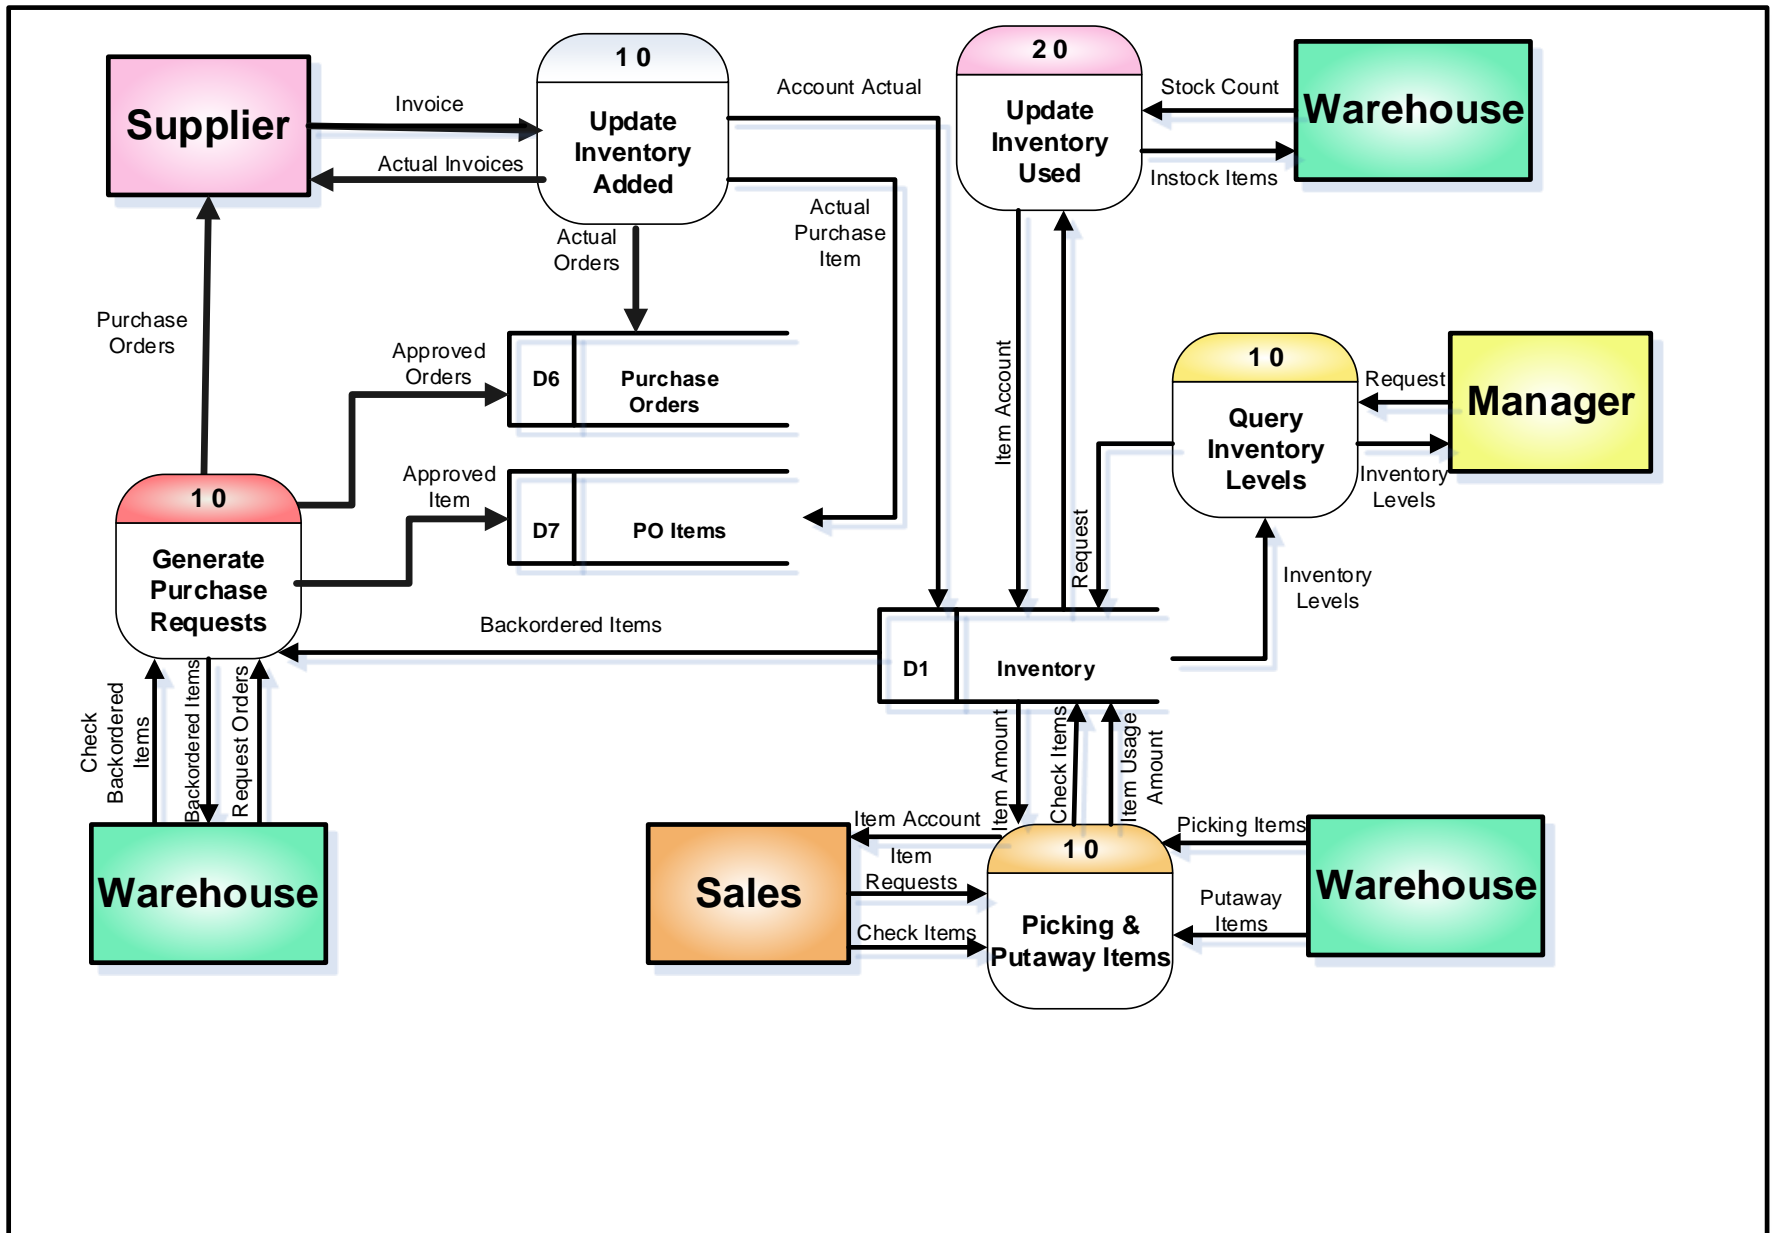 Supplier
Invoice
Actual Invoices
1 0
Update
Inventory
Added
Account Actual
Actual
Purchase
Item
Actual
Orders
2 0
Update
Inventory
Used
Stock Count
Instock Items
Warehouse
Purchase
Orders
Approved
Orders
D6
Purchase
Orders
Approved
Item
D7
PO Items
Item Account
1 0
Query
Inventory
Levels
Request
Inventory
Levels
Manager
Request
Inventory
Levels
1 0
Generate
Purchase
Requests
Backordered Items
D1
Inventory
Check
Backordered
Items
Backordered Items
Request Orders
Warehouse
Item Amount
Check Items
Item Usage
Amount
Sales
Item Account
Item
Requests
Check Items
1 0
Picking &
Putaway Items
Picking Items
Putaway
Items
Warehouse